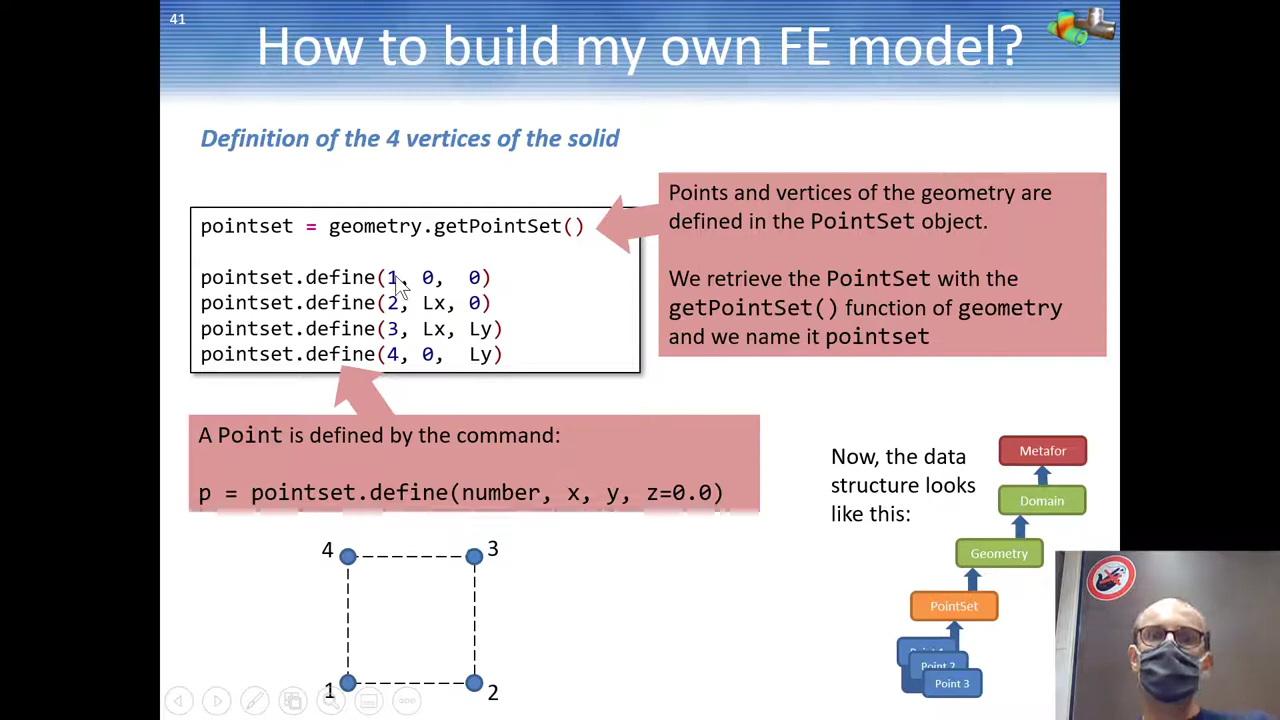 41
How to build my own FE model?
Definition of the 4 vertices of the solid
pointset = geometry.getPointSet()
pointset.define(1, 0, 0)
pointset.define(2, Lx, 0)
pointset.define(3, Lx, Ly)
pointset.define(4, 0, Ly)
Points and vertices of the geometry are
defined in the PointSet object.
We retrieve the PointSet with the
getPointSet() function of geometry
and we name it pointset
A Point is defined by the command:
p = pointset.define(number, x, y, z=0.0)
4
3
1
2
Now, the data
structure looks
like this:
Metafor
Domain
Geometry
PointSet
Point 1
Point 2
Point 3